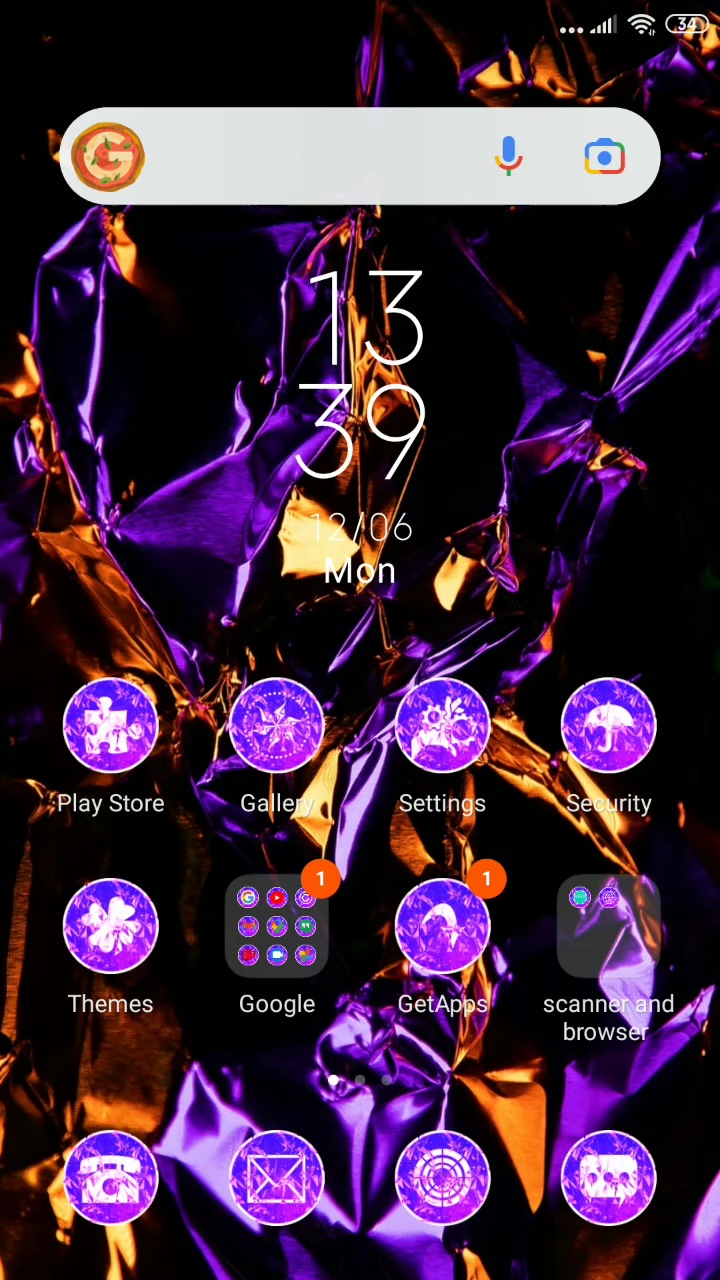 34
G
13
39
12/06
Mon
Play Store
Gallery
Settings
Security
1
1
Themes
Google
GetApps
scanner and
browser